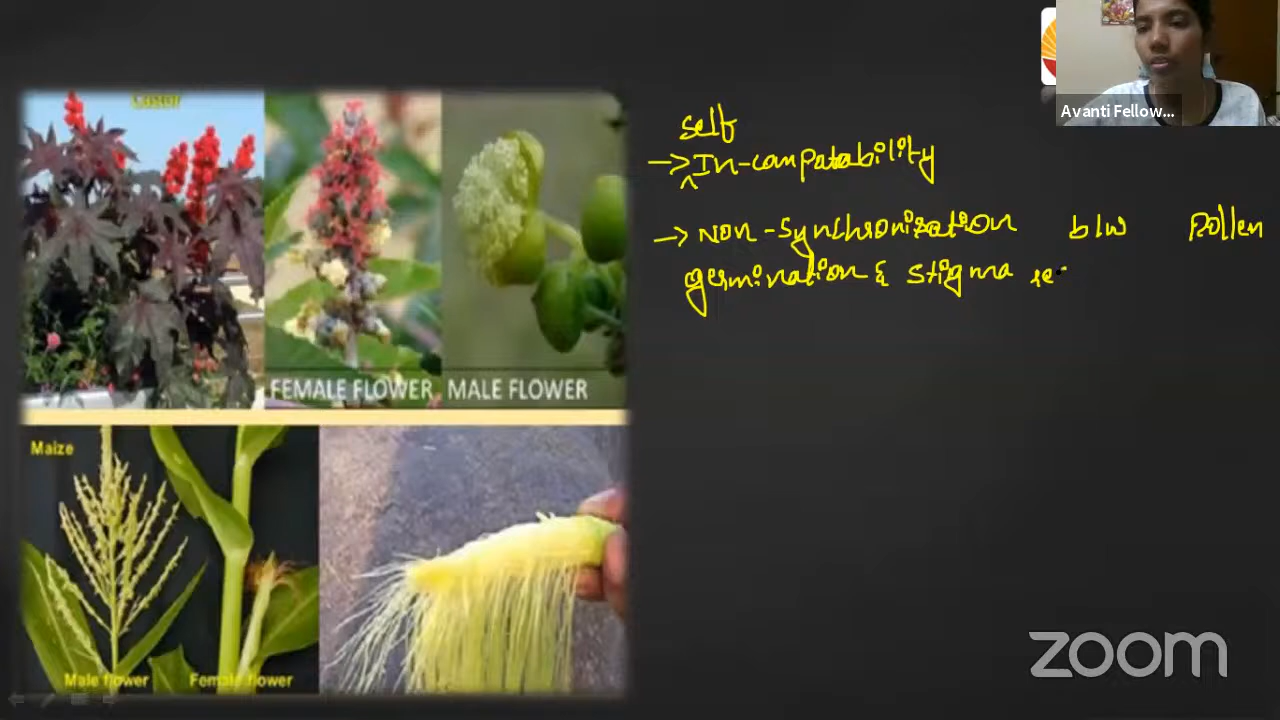 Castor
FEMALE FLOWER
MALE FLOWER
Maize
Male flower
Female flower
self
→ In-compatability
→ Non-synchronization b/w Pollen
germination & stigma re
Avanti Fellow...
zoom